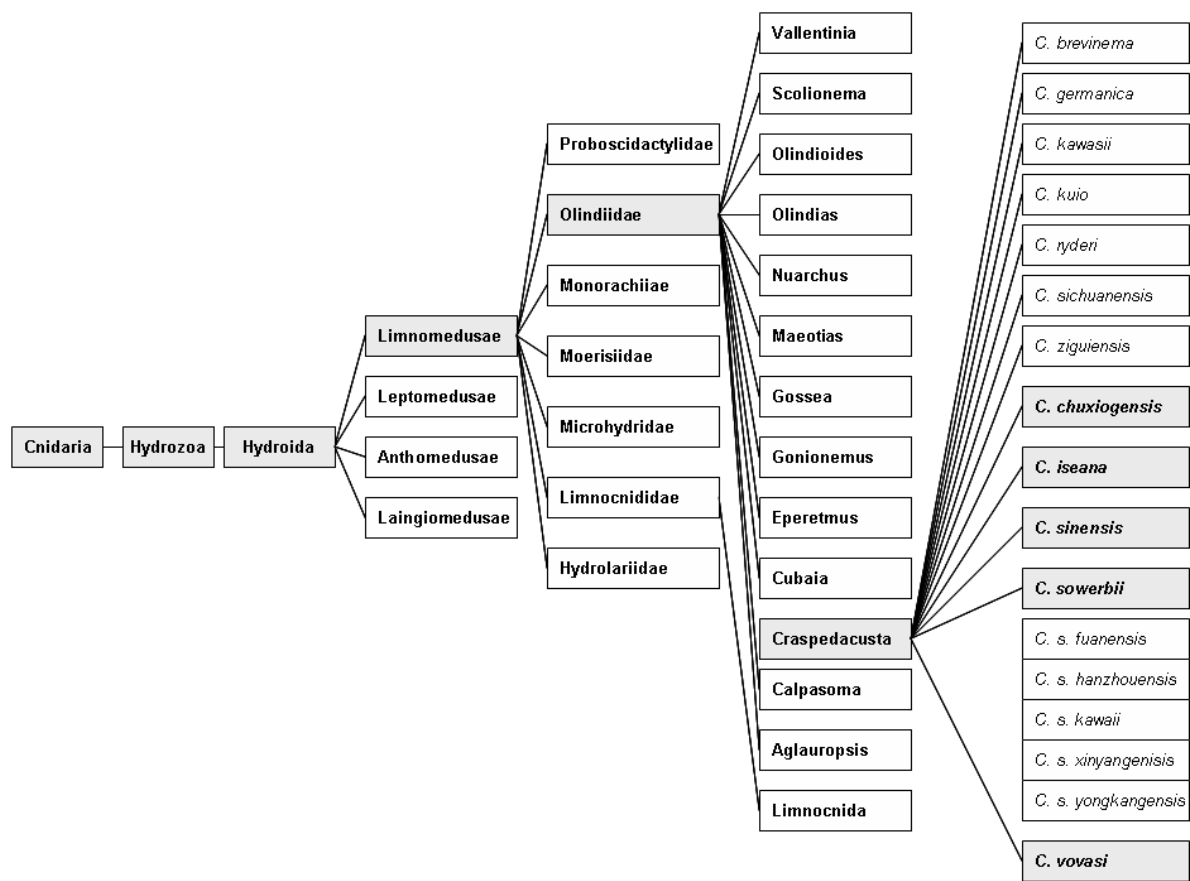 Cnidaria
Hydrozoa
Hydroida
Limnomedusae
Leptomedusae
Anthomedusae
Laingiomedusae
Proboscidactylidae
Olindiidae
Monorachiiae
Moerisiidae
Microhydridae
Limnocnididae
Hydrolariidae
Vallentinia
Scolionema
Olindioides
Olindias
Nuarchus
Maeotias
Gossea
Gonionemus
Eperetmus
Cubaia
Craspedacusta
Calpasoma
Aglauropsis
Limnocnida
C. brevinema
C. germanica
C. kawasii
C. kuio
C. ryderi
C. sichuanensis
C. ziguiensis
C. chuxiogensis
C. iseana
C. sinensis
C. sowerbii
C. s. fuanensis
C. s. hanzhouensis
C. s. kawaii
C. s. xinyangenisis
C. s. yongkangensis
C. vovasi